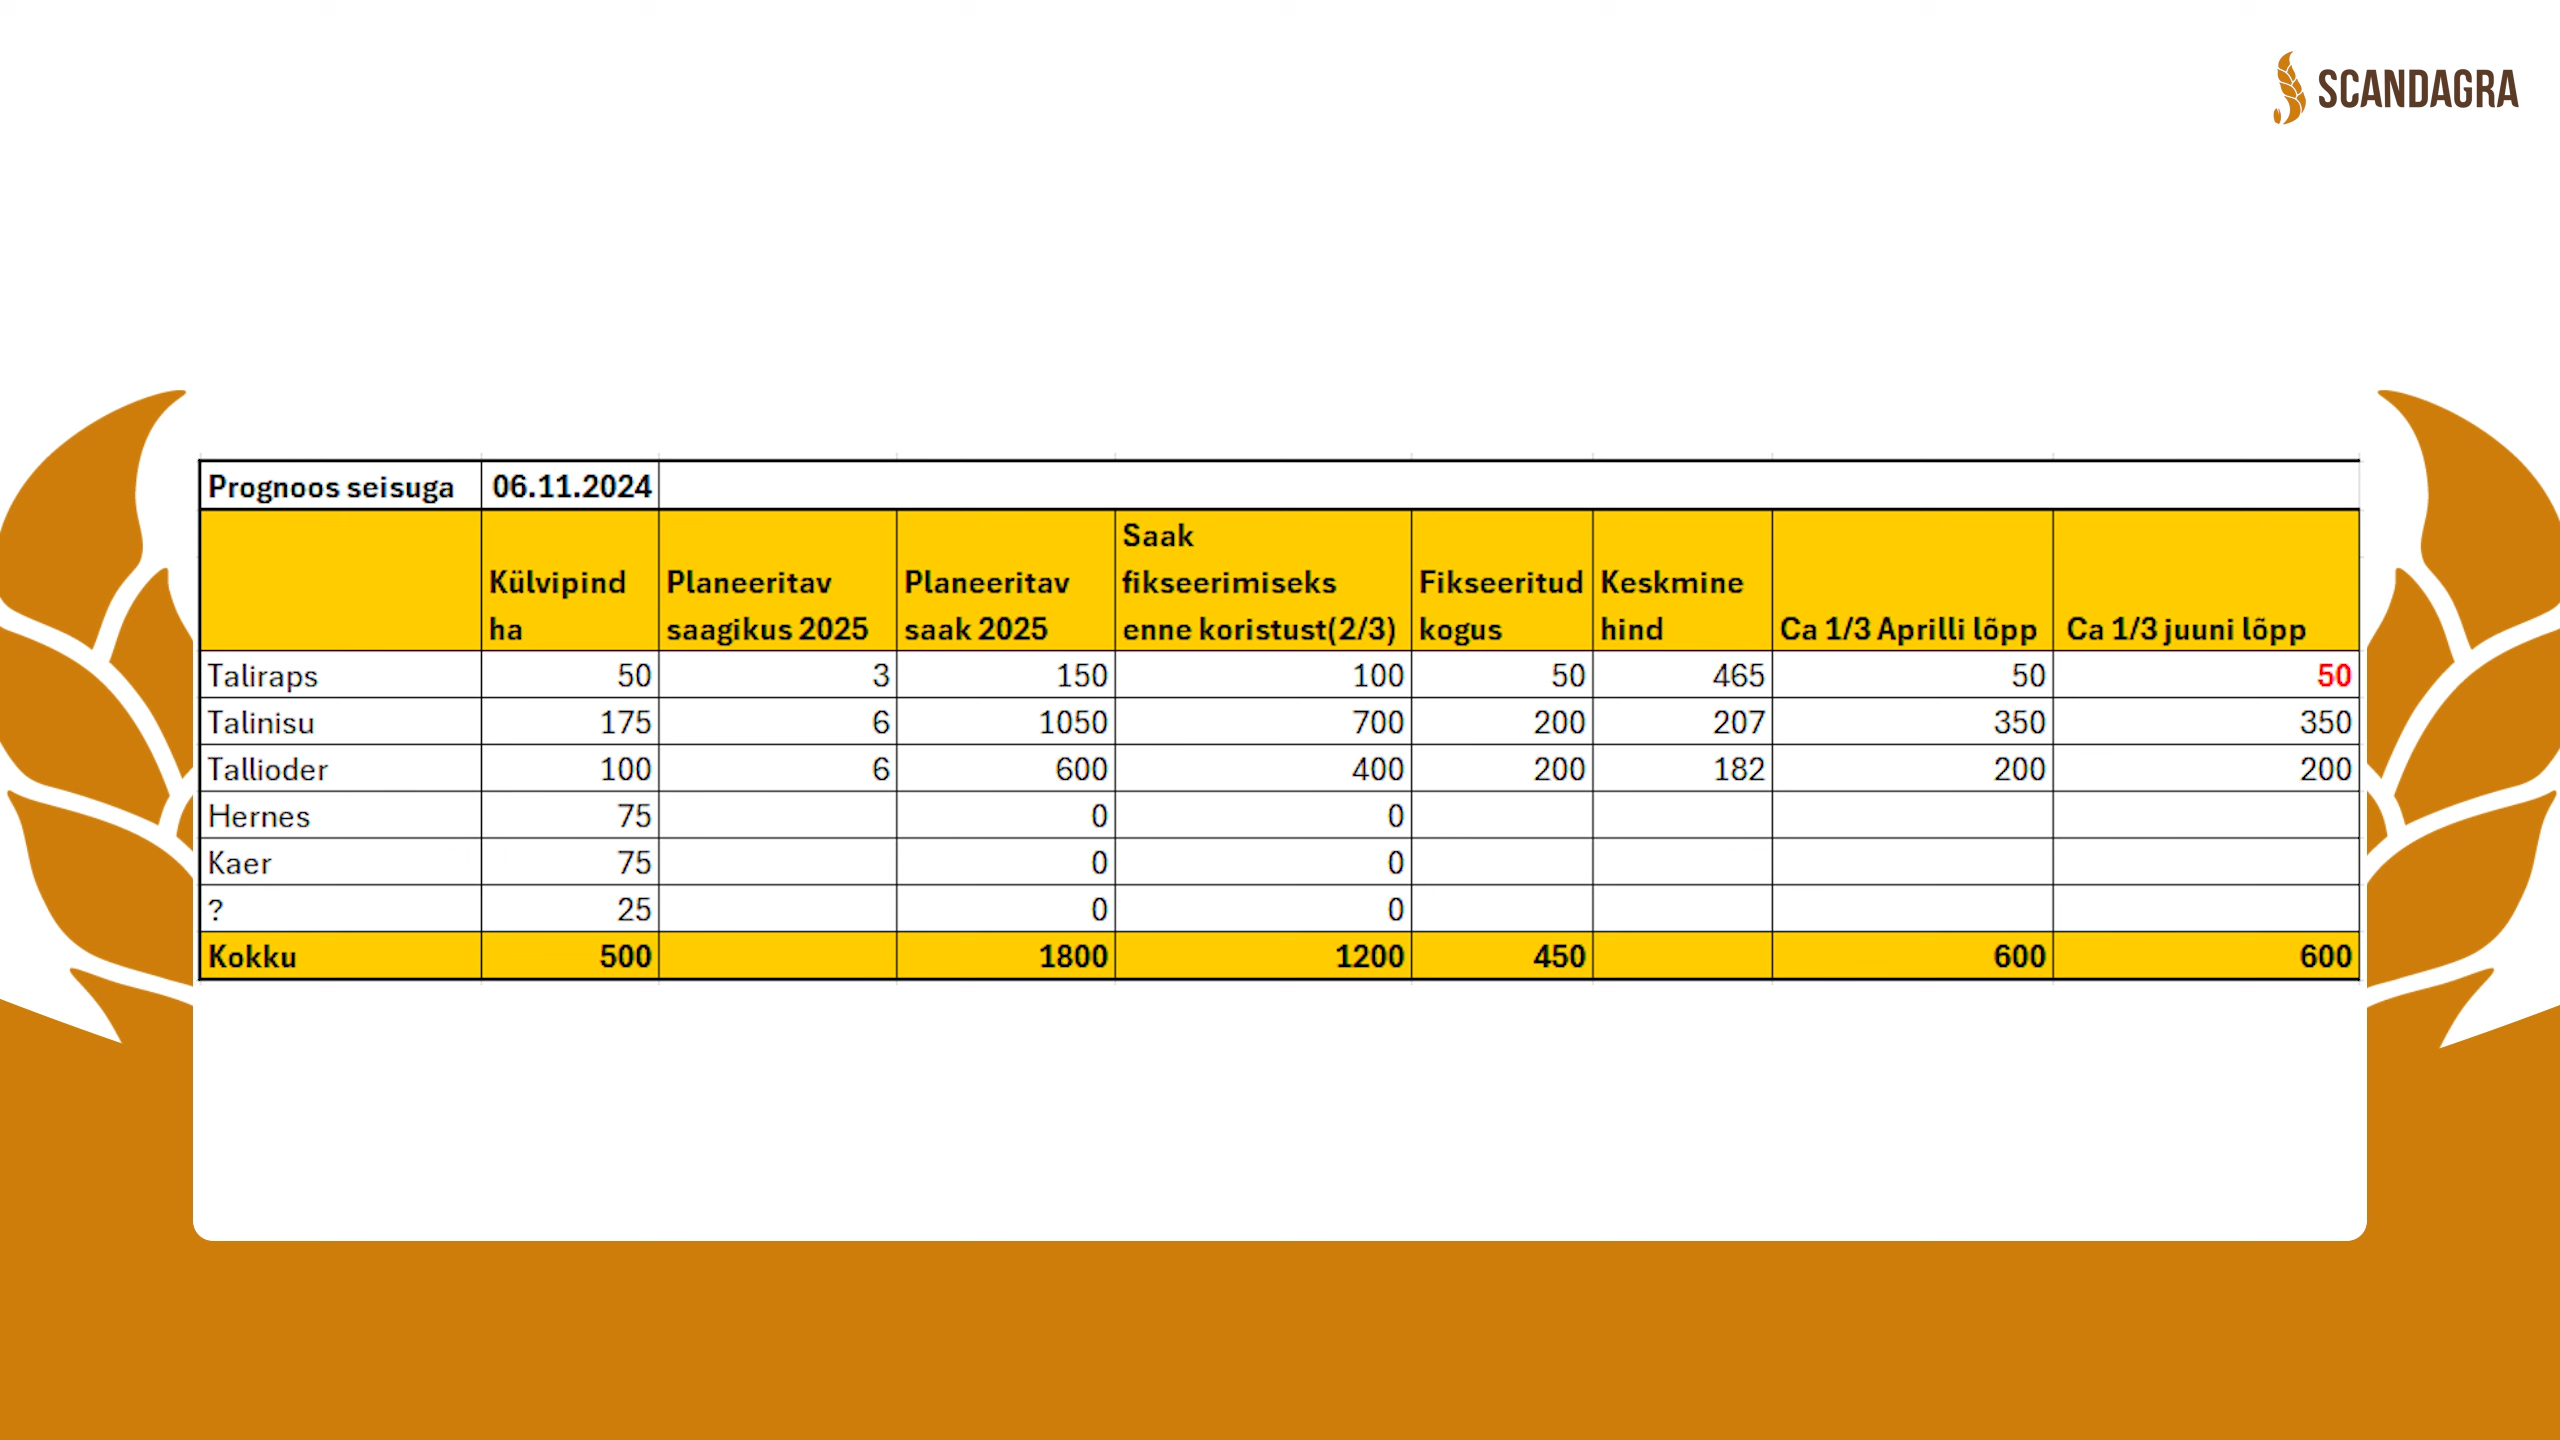 SCANDAGRA
Prognoos seisuga 06.11.2024
Külvipind ha Planeeritav saagikus 2025 Planeeritav saak 2025 Saak fikseerimiseks enne koristust(2/3) Fikseeritud kogus Keskmine hind Ca 1/3 Aprilli lõpp Ca 1/3 juuni lõpp
Taliraps 50 3 150 100 50 465 50 50
Talinisu 175 6 1050 700 200 207 350 350
Tallioder 100 6 600 400 200 182 200 200
Hernes 75 0 0
Kaer 75 0 0
? 25 0 0
Kokku 500 1800 1200 450 600 600